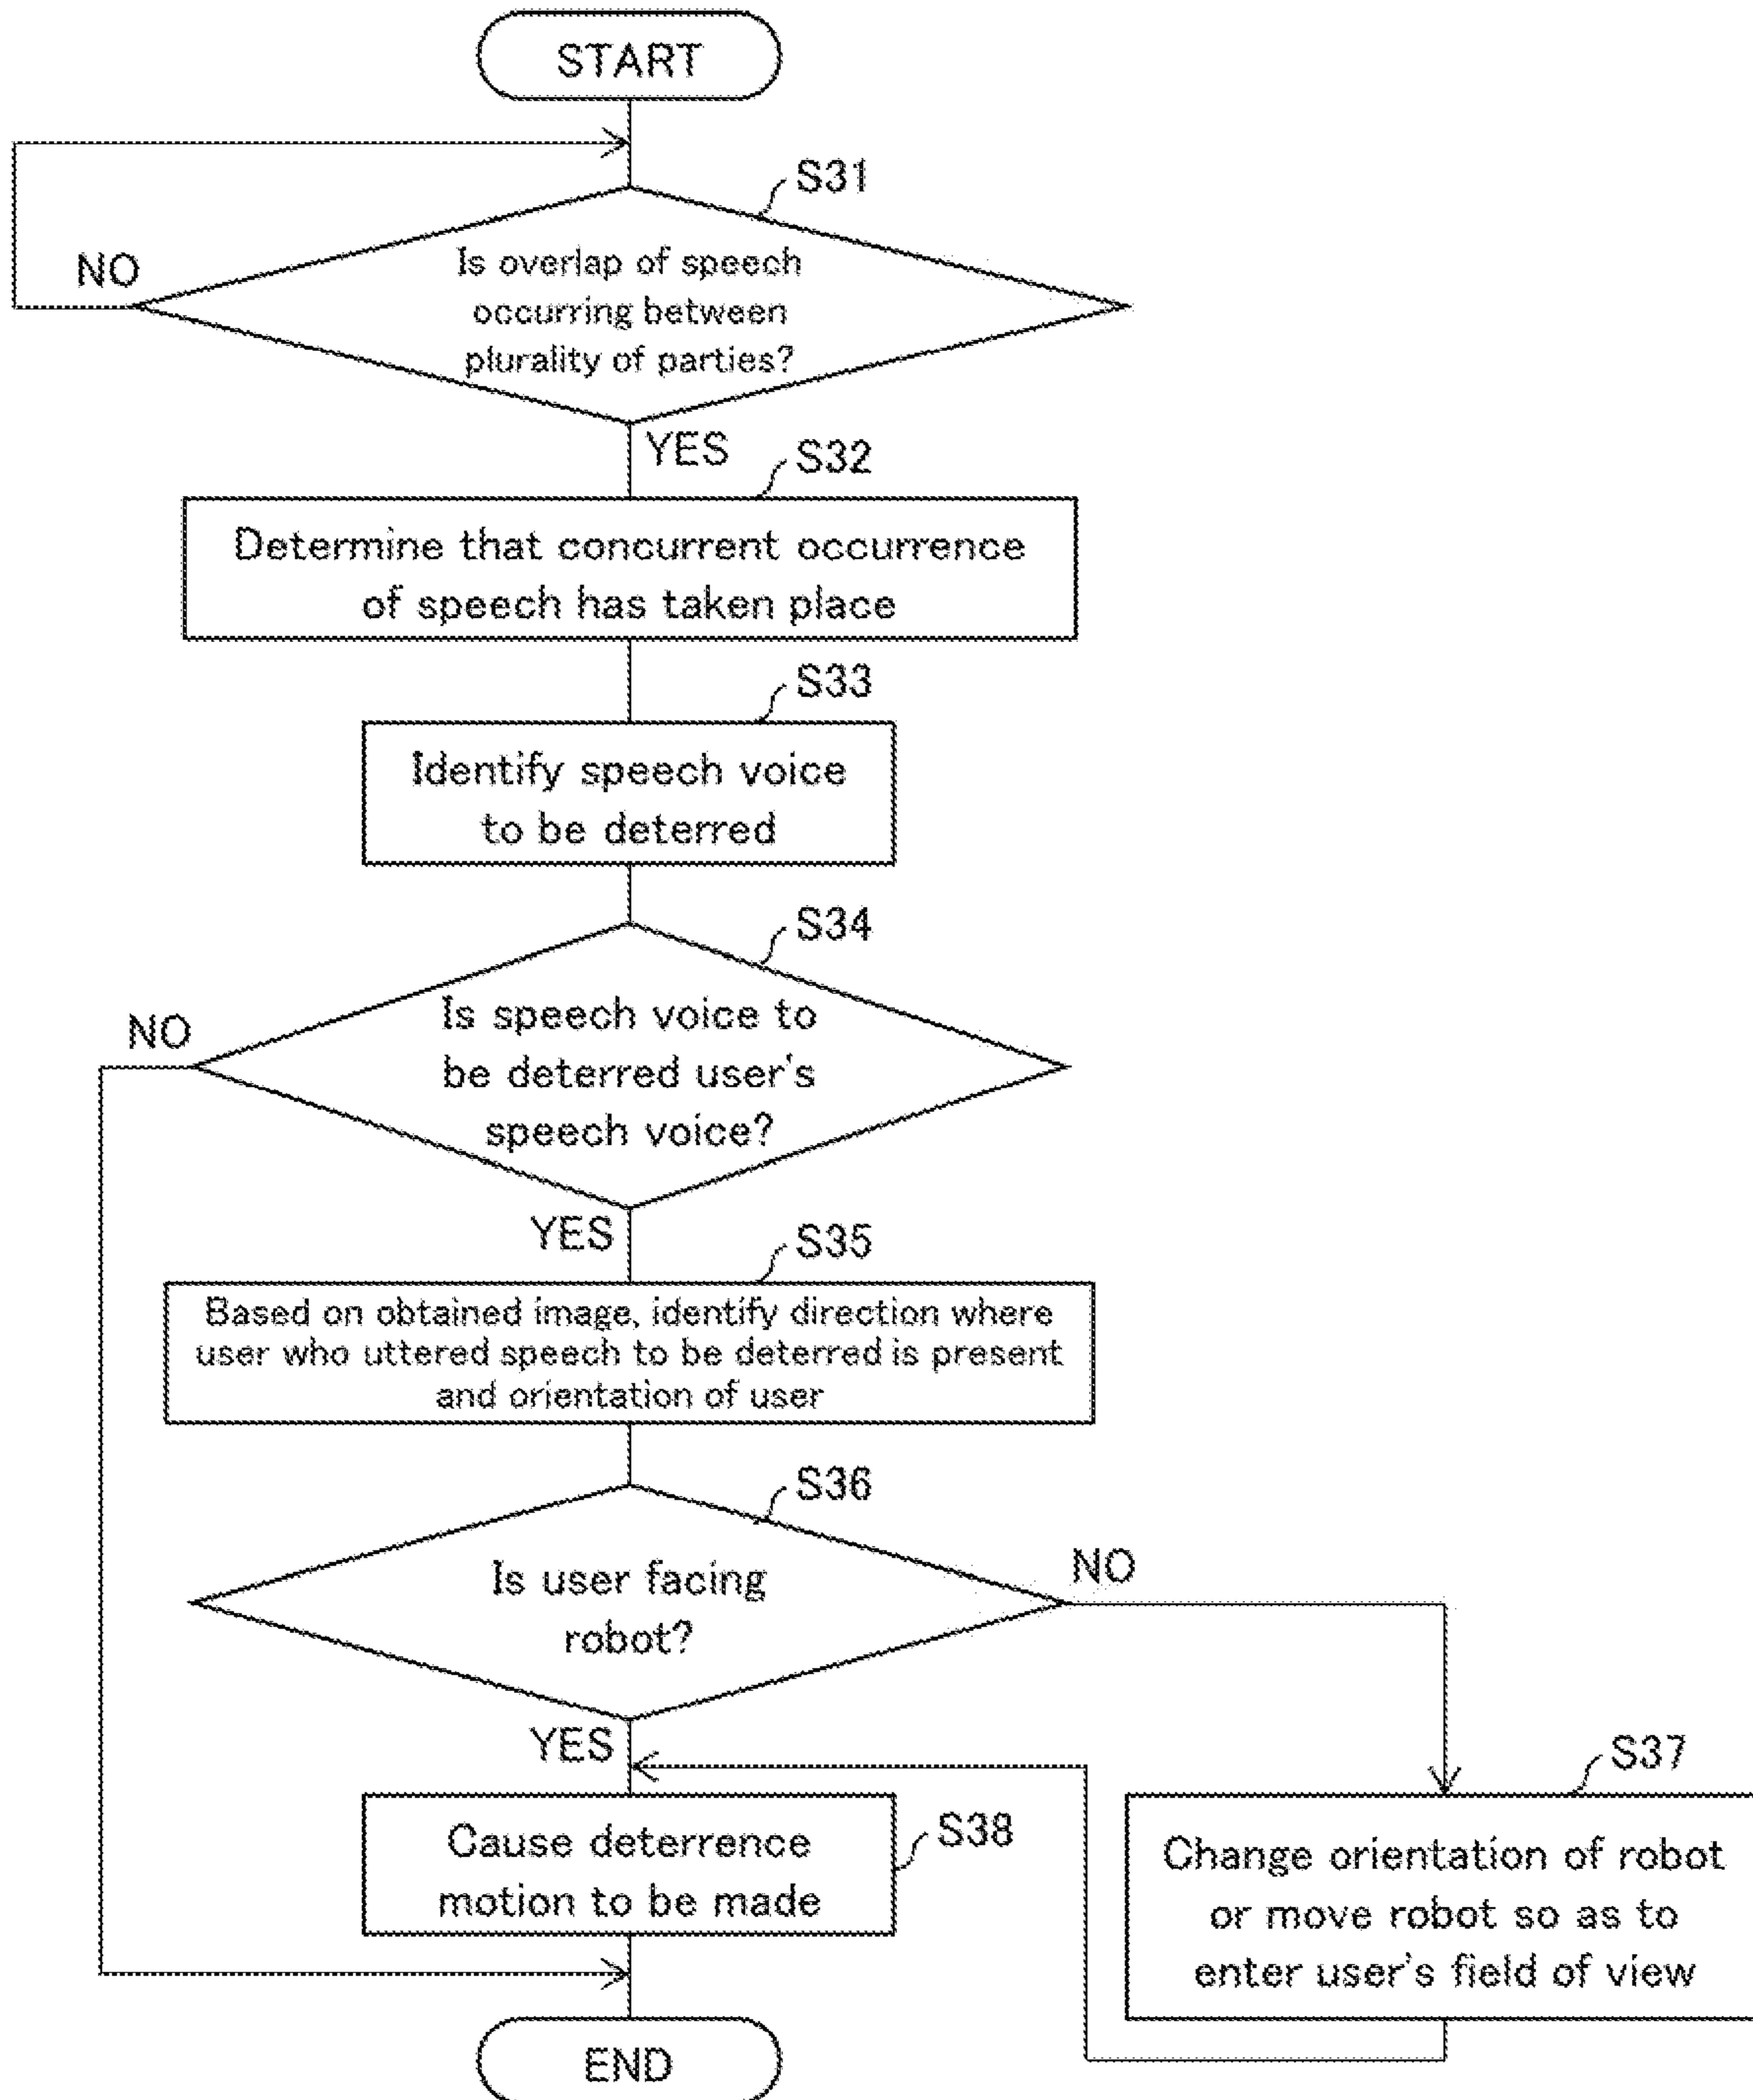 START
S31
NO
Is overlap of speech
occurring between
plurality of parties?
YES
S32
Determine that concurrent occurrence
of speech has taken place
S33
Identify speech voice
to be deterred
S34
NO
Is speech voice to
be deterred user's
speech voice?
YES
S35
Based on obtained image, identify direction where
user who uttered speech to be deterred is present
and orientation of user
S36
NO
Is user facing
robot?
YES
S37
Change orientation of robot
or move robot so as to
enter user's field of view
S38
Cause deterrence
motion to be made
END